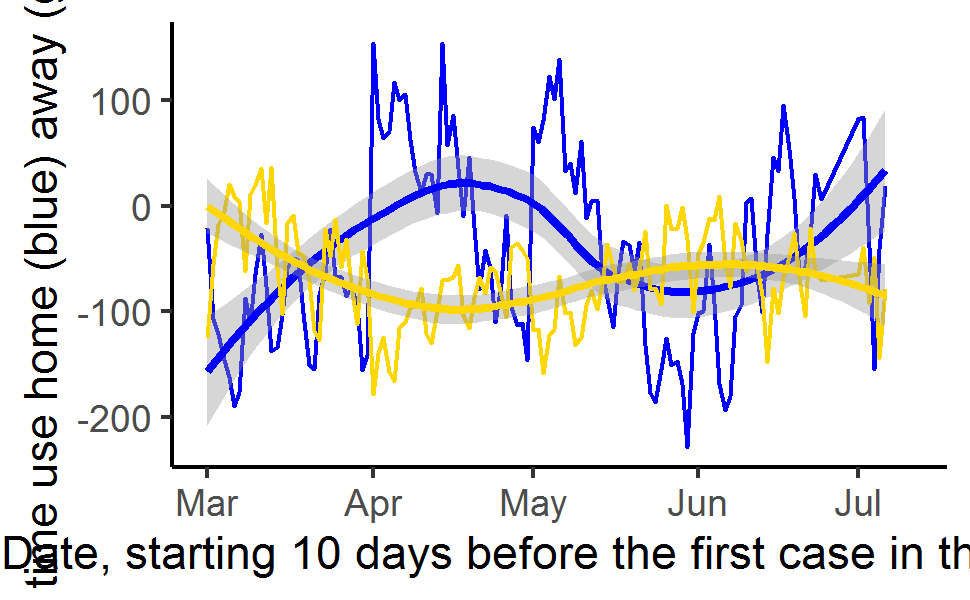 time use home (blue) away (
100
0
-100
-200
Mar Apr May Jun Jul
Date, starting 10 days before the first case in th